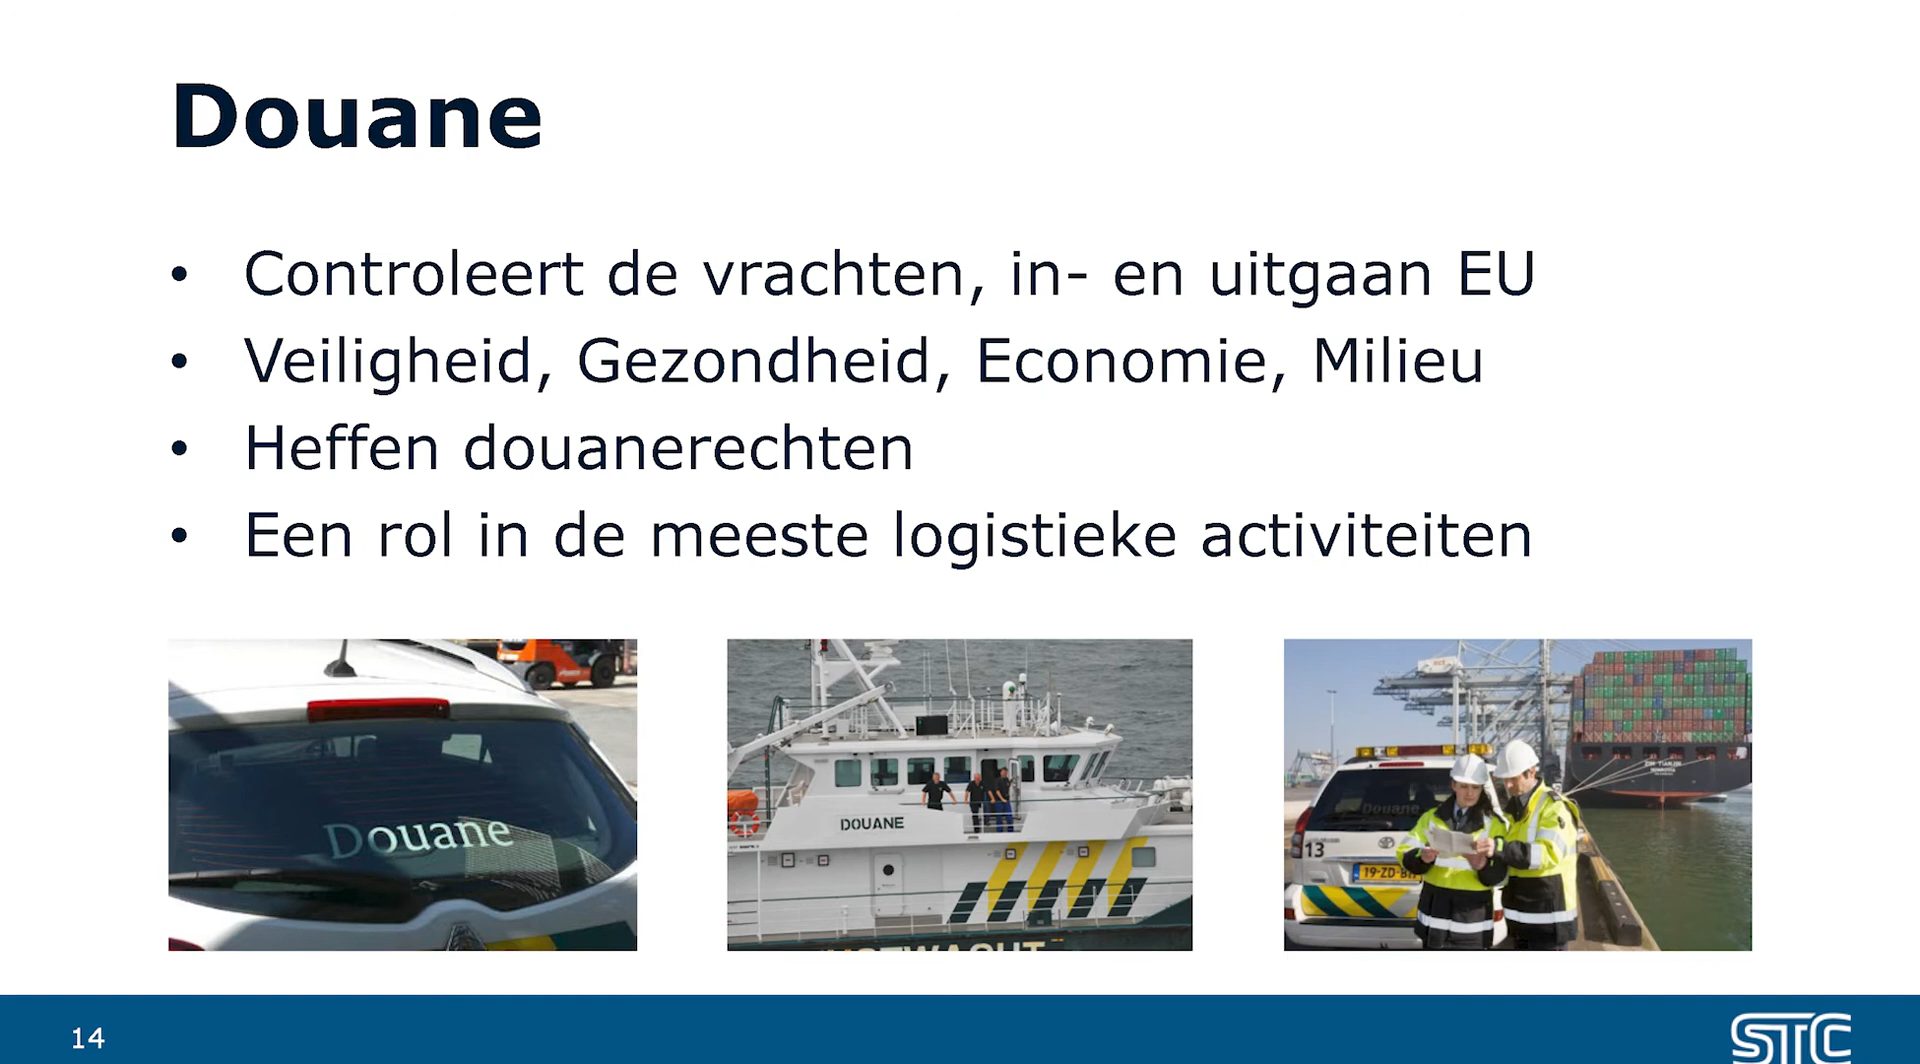 Douane
• Controleert de vrachten, in- en uitgaan EU
• Veiligheid, Gezondheid, Economie, Milieu
• Heffen douanerechten
• Een rol in de meeste logistieke activiteiten
Douane
DOUANE
Douane
13
14
STC